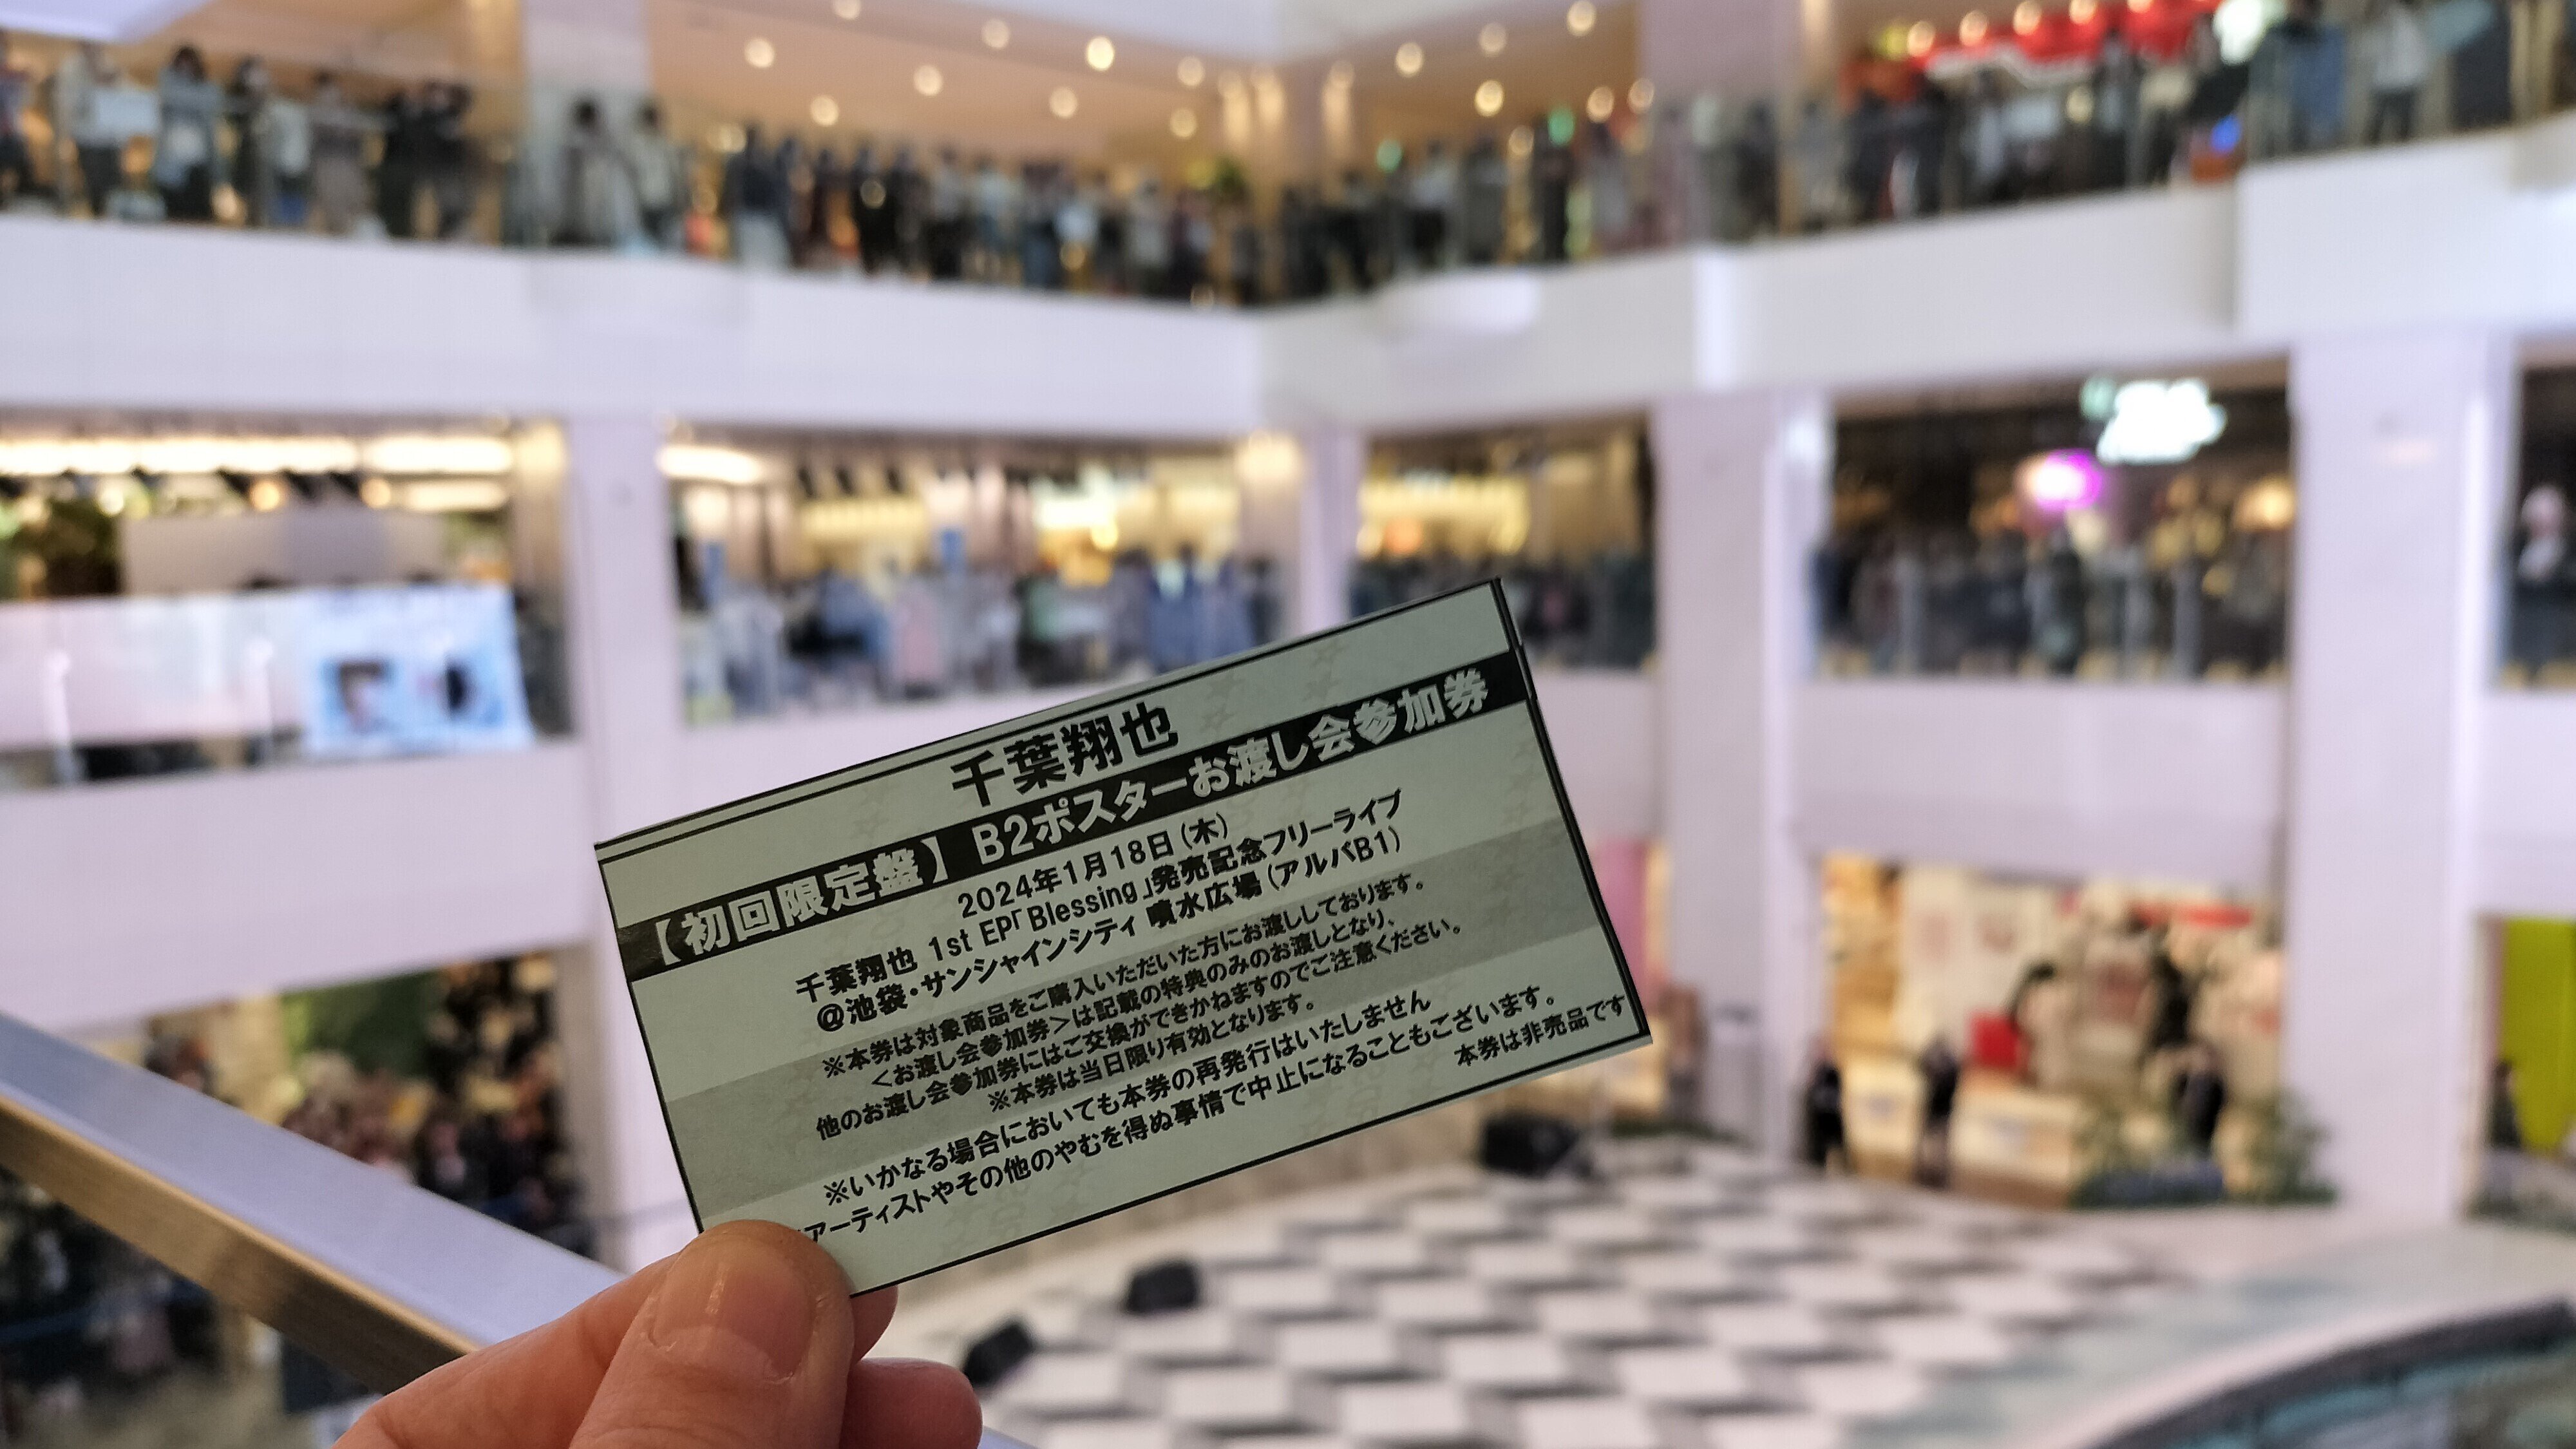 千葉翔也
【初回限定盤】B2ポスターお渡し会参加券
2024年1月18日(木)
千葉翔也 1st EP「Blessing」発売記念フリーライブ
@池袋・サンシャインシティ 噴水広場(アルパB1)
※本券は対象商品をご購入いただいた方にお渡ししております。
<お渡し会参加券>は記載の特典のみのお渡しとなり、
他のお渡し会参加券にはご交換ができかねますのでご注意ください。
※本券は当日限り有効となります。
※いかなる場合においても本券の再発行はいたしません
アーティストやその他のやむを得ぬ事情で中止になることもございます。
本券は非売品です